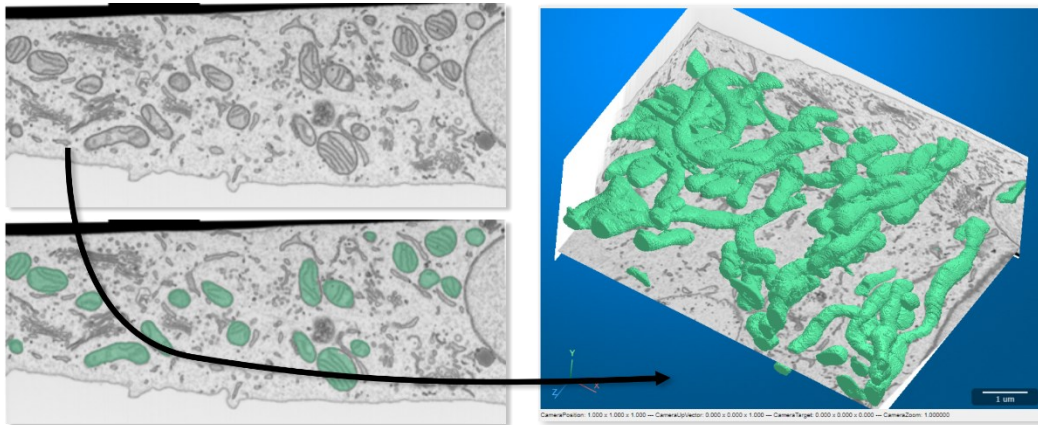 Y
X
Z
1 um
CameraPosition: 1.000 x 1.000 x 1.000 --- CameraUpVector: 0.000 x 0.000 x 1.000 --- CameraTarget: 0.000 x 0.000 x 0.000 --- CameraZoom: 1.000000